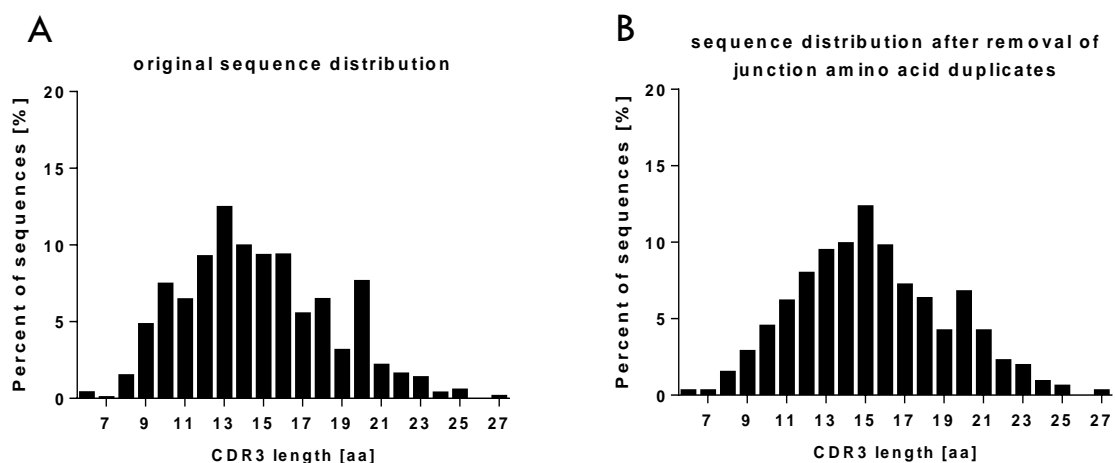 A
original sequence distribution
Percent of sequences [%]
20
15
10
5
0
7 9 11 13 15 17 19 21 23 25 27
CDR3 length [aa]
B
sequence distribution after removal of
junction amino acid duplicates
Percent of sequences [%]
20
15
10
5
0
7 9 11 13 15 17 19 21 23 25 27
CDR3 length [aa]